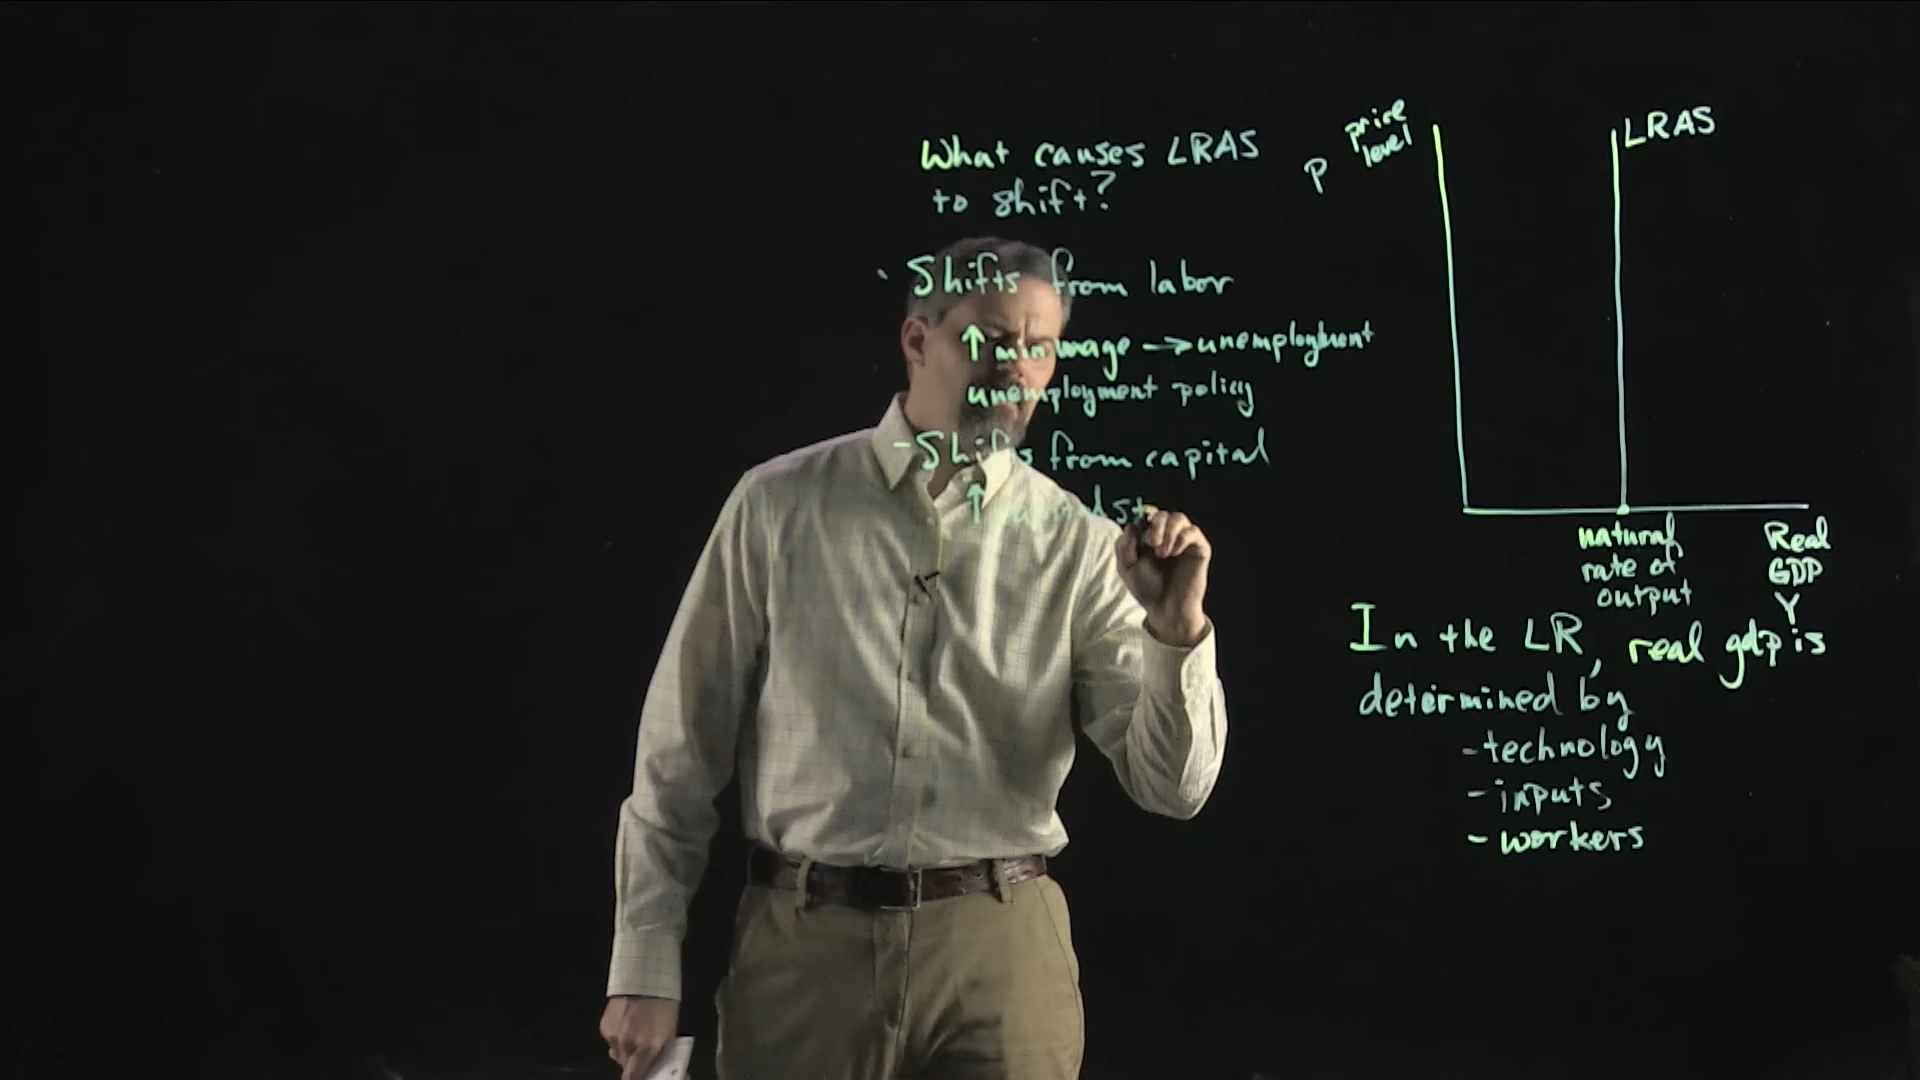 What causes LRAS
to shift?
Shifts from labor
↑ min wage → unemployment
unemployment policy
- Shifts from capital
↑
price
level
P
LRAS
natural
rate of
output
Real
GDP
Y
In the LR, real gdp is
determined by
- technology
- inputs
- workers